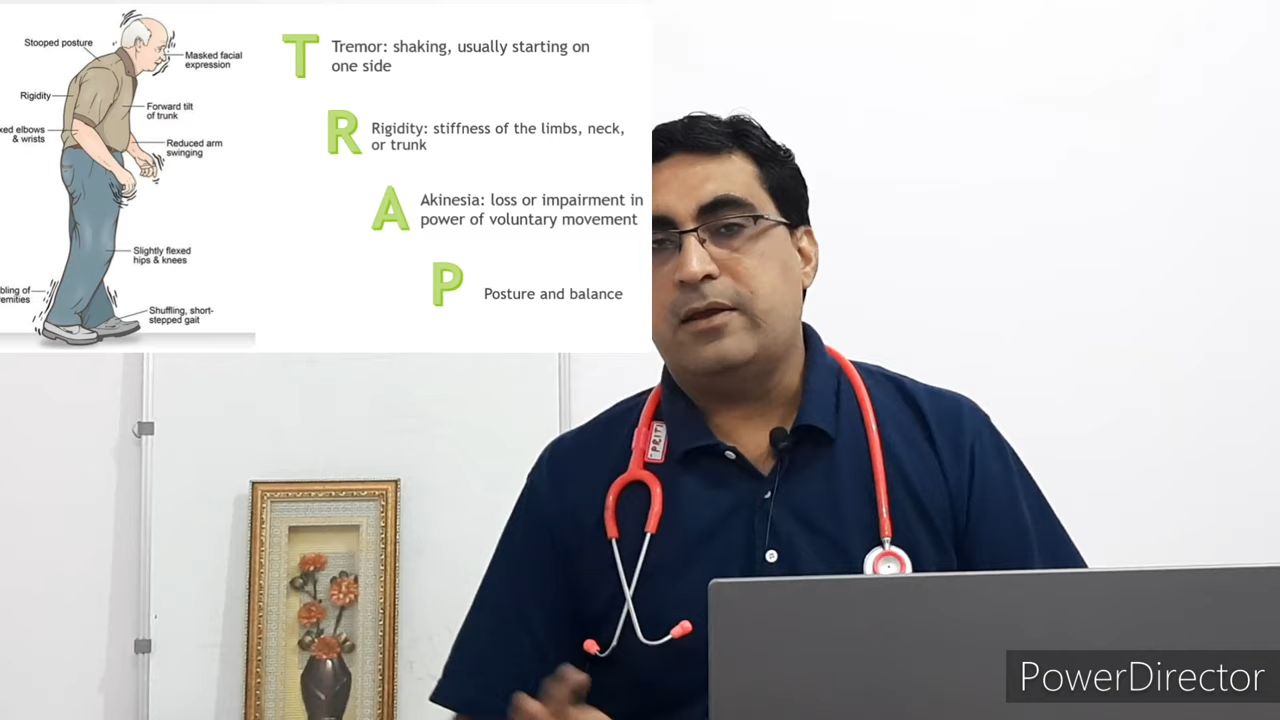 Stooped posture
Masked facial
expression
Rigidity
Forward tilt
of trunk
elbows
& wrists
Reduced arm
swinging
Slightly flexed
hips & knees
of
Shuffling, short-
stepped gait
T
Tremor: shaking, usually starting on
one side
R
Rigidity: stiffness of the limbs, neck,
or trunk
A
Akinesia: loss or impairment in
power of voluntary movement
P
Posture and balance
PRITI
PowerDirector